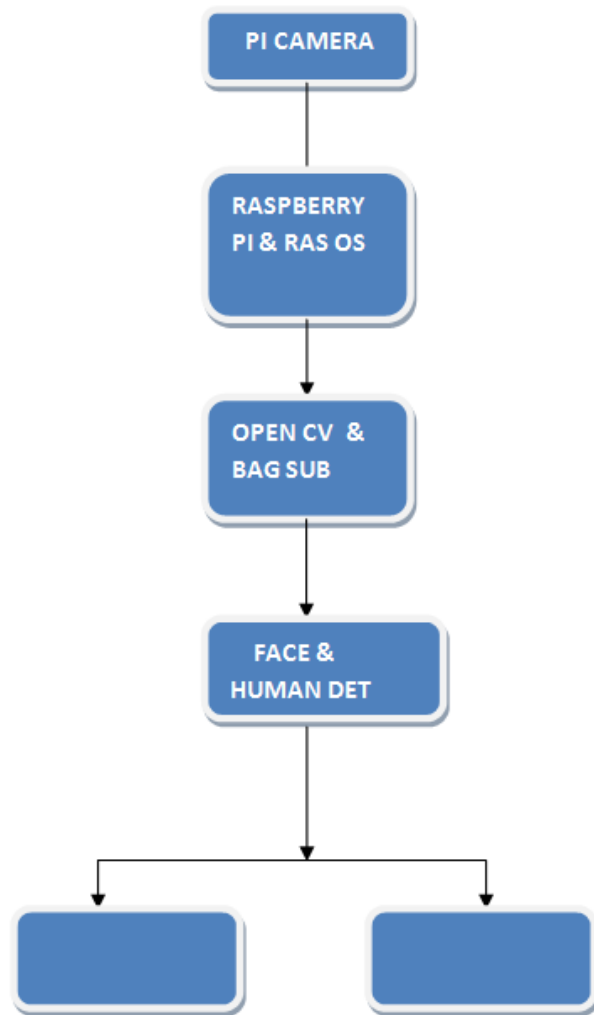 PI CAMERA
RASPBERRY
PI & RAS OS
OPEN CV &
BAG SUB
FACE &
HUMAN DET